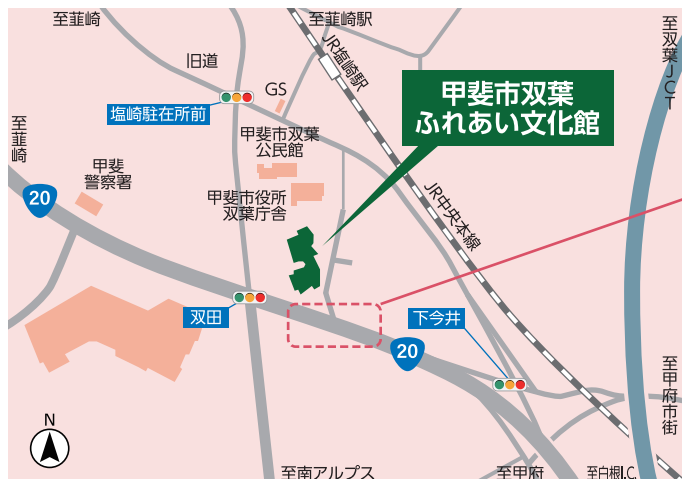 至韮崎
至韮崎駅
至双葉JCT
旧道
JR塩崎駅
GS
塩崎駐在所前
甲斐市双葉
ふれあい文化館
至韮崎
甲斐市双葉
公民館
甲斐
警察署
甲斐市役所
双葉庁舎
JR中央本線
20
双田
下今井
20
至甲府市街
N
至南アルプス
至甲府
至白根I.C.